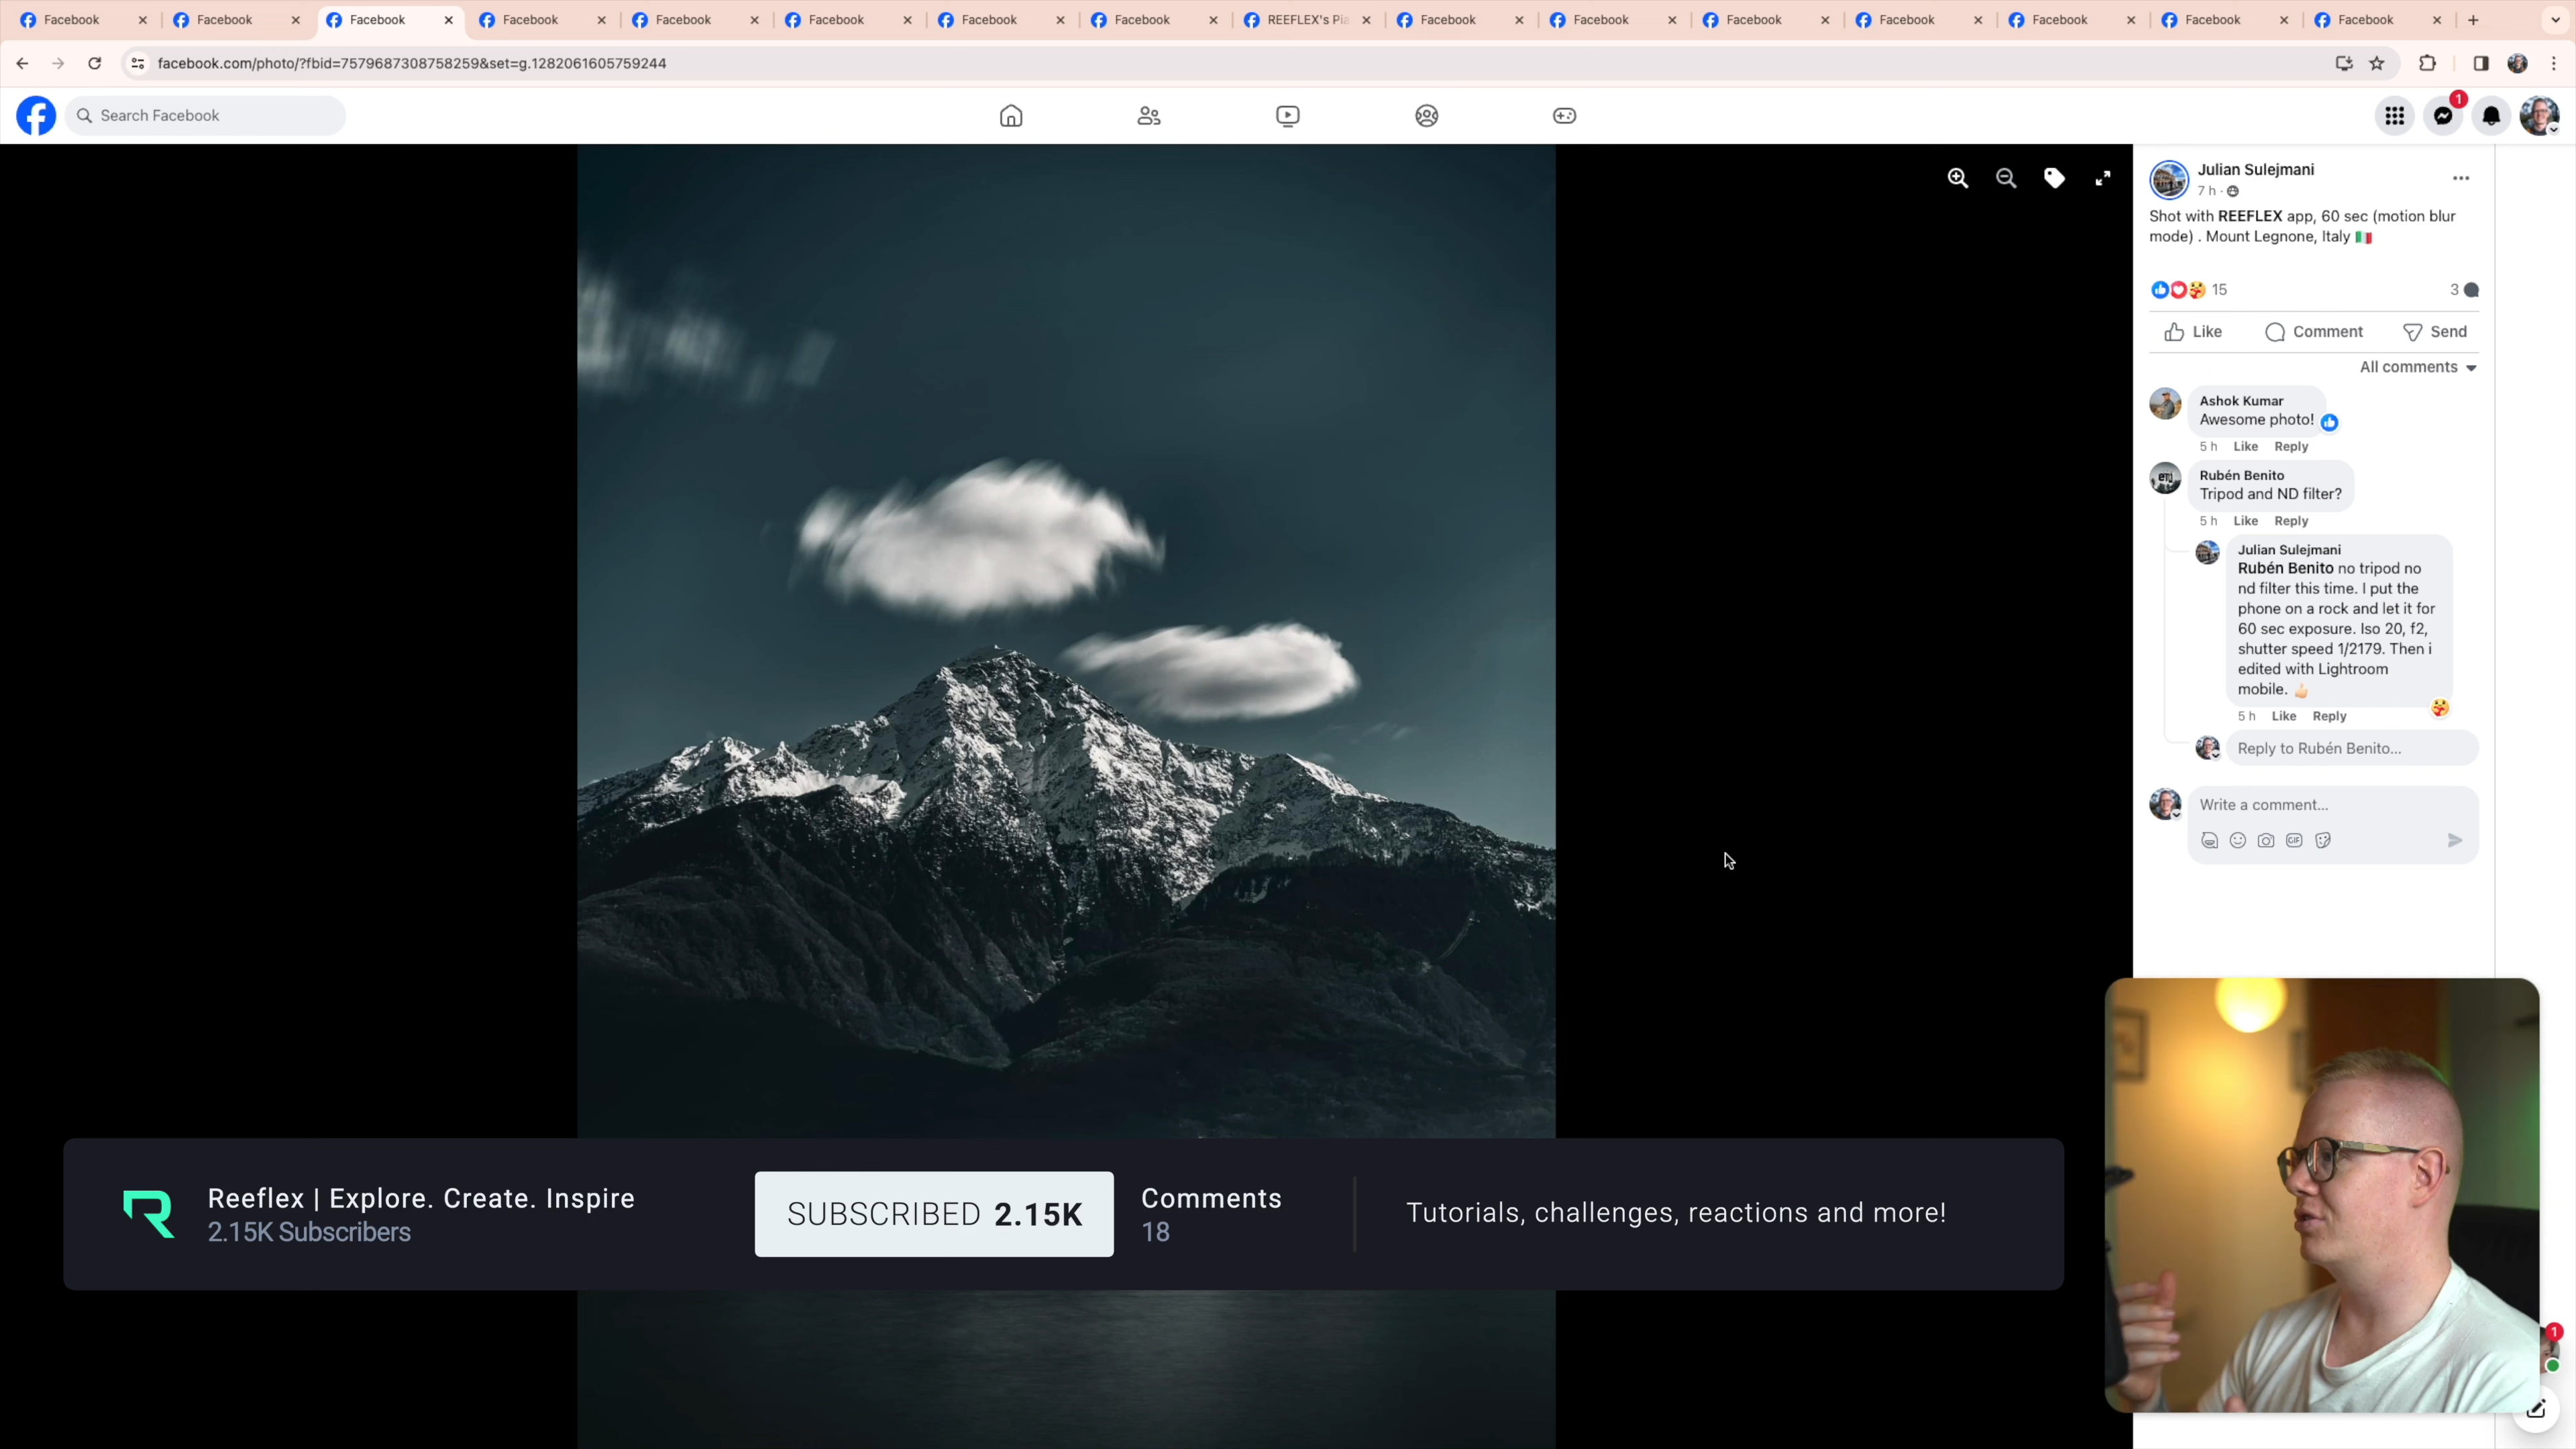 Facebook
Facebook
Facebook
Facebook
Facebook
Facebook
Facebook
Facebook
REEFLEX's
Facebook
Facebook
Facebook
Facebook
Facebook
Facebook
Facebook
facebook.com/photo/?fbid=7579687308758259&set=g.1282061605759244
Search Facebook
1
Julian Sulejmani
7 h ·
Shot with REEFLEX app, 60 sec (motion blur
mode) . Mount Legnone, Italy 🇮🇹
15
3
Like Comment Send
All comments
Ashok Kumar
Awesome photo!
5 h Like Reply
Rubén Benito
Tripod and ND filter?
5 h Like Reply
Julian Sulejmani
Rubén Benito no tripod no
nd filter this time. I put the
phone on a rock and let it for
60 sec exposure. Iso 20, f2,
shutter speed 1/2179. Then i
edited with Lightroom
mobile. 👍🏻
5 h Like Reply
Reply to Rubén Benito...
Write a comment...
GIF
Reeflex | Explore. Create. Inspire
2.15K Subscribers
SUBSCRIBED 2.15K
Comments
18
Tutorials, challenges, reactions and more!
1